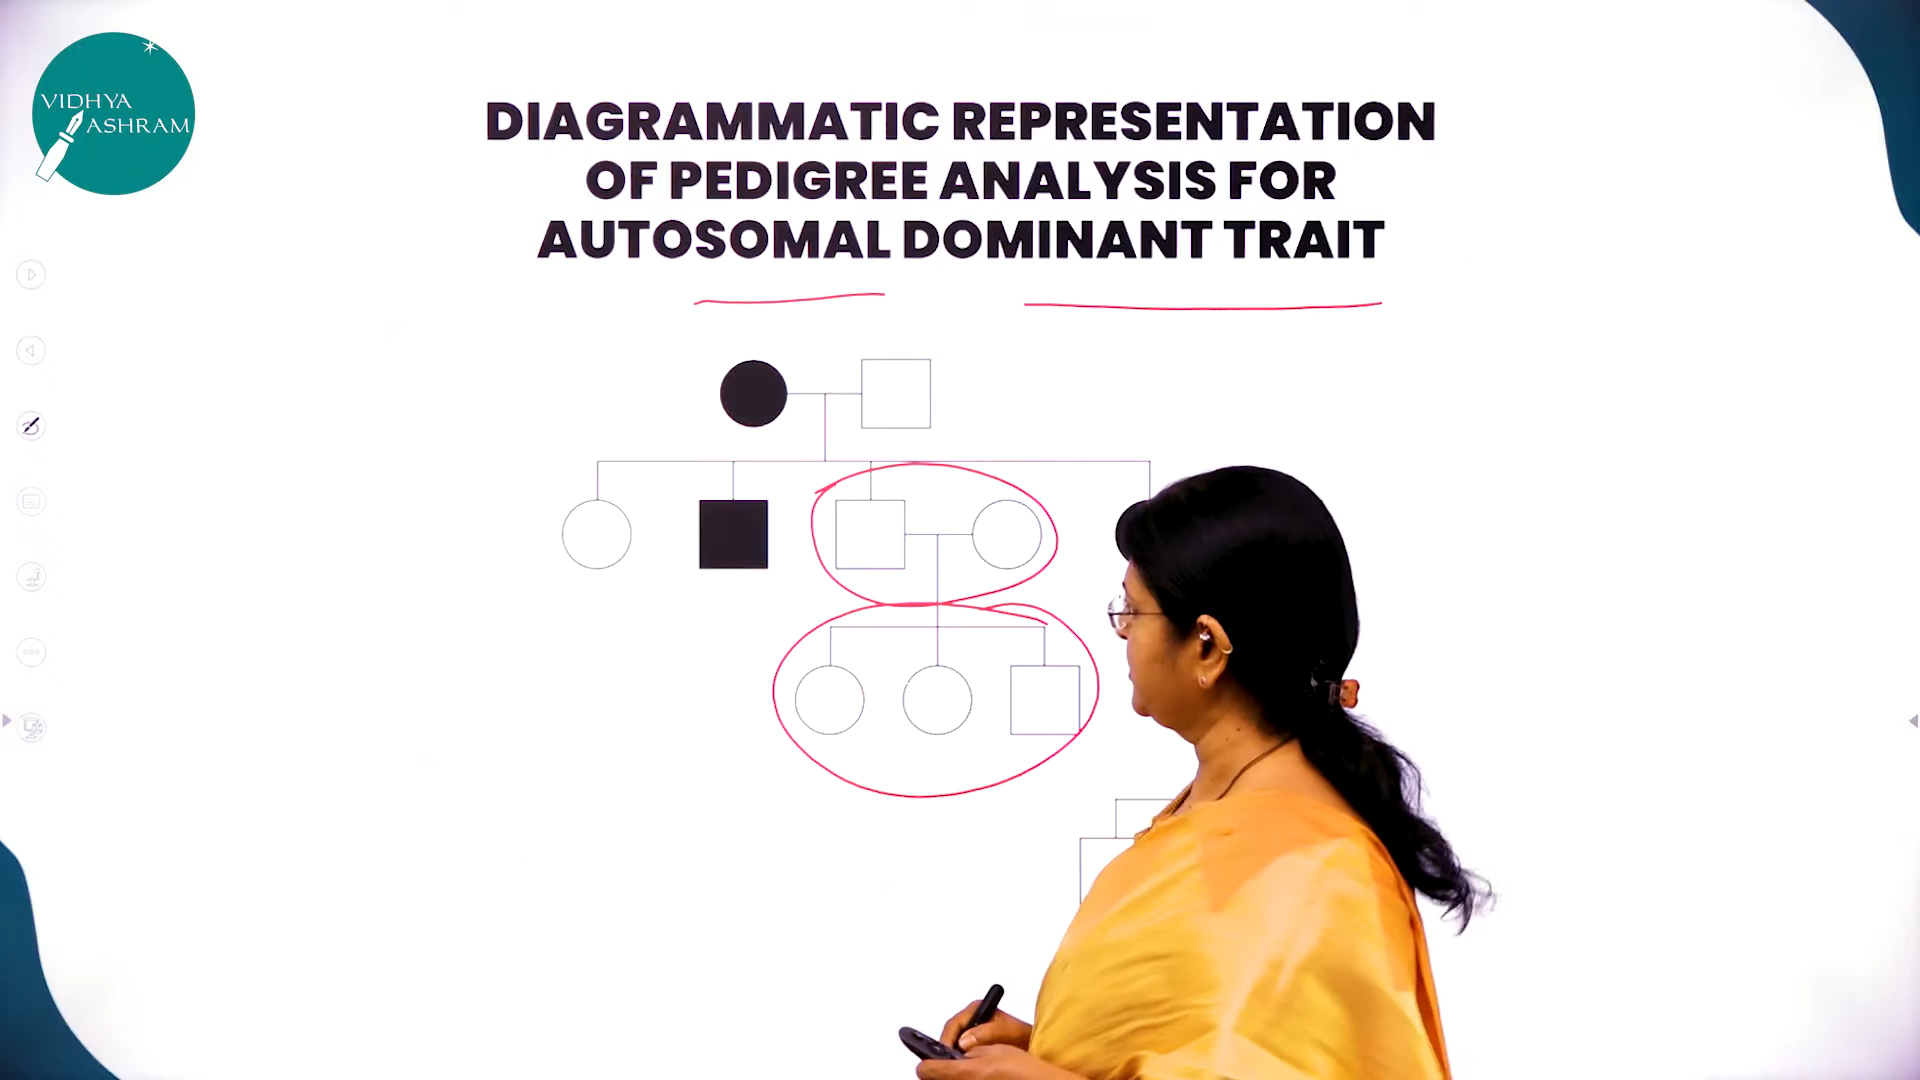 VIDHYA
ASHRAM
DIAGRAMMATIC REPRESENTATION
OF PEDIGREE ANALYSIS FOR
AUTOSOMAL DOMINANT TRAIT